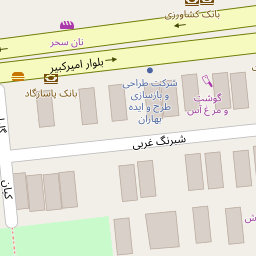 بانک کشاورزی
نان سحر
بلوار امیرکبیر
بانک پاسارگاد
شرکت طراحی
و بازسازی
طرح و ایده
بهاران
گوشت
و مرغ آس
شبرنگ غربی
کیان